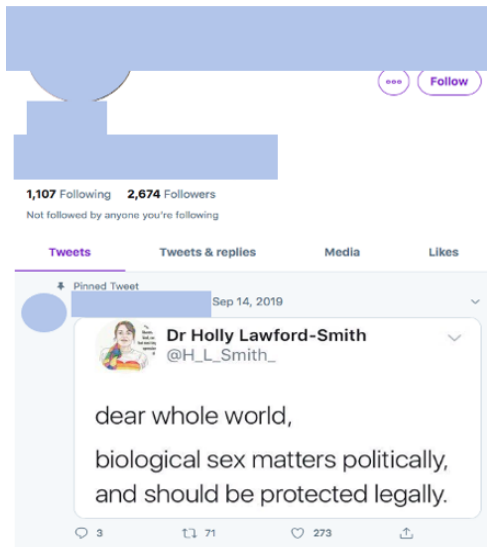 Follow
1,107 Following 2,674 Followers
Not followed by anyone you're following
Tweets Tweets & replies Media Likes
Pinned Tweet
Sep 14, 2019
Dr Holly Lawford-Smith
@H_L_Smith_
dear whole world,
biological sex matters politically,
and should be protected legally.
3 71 273